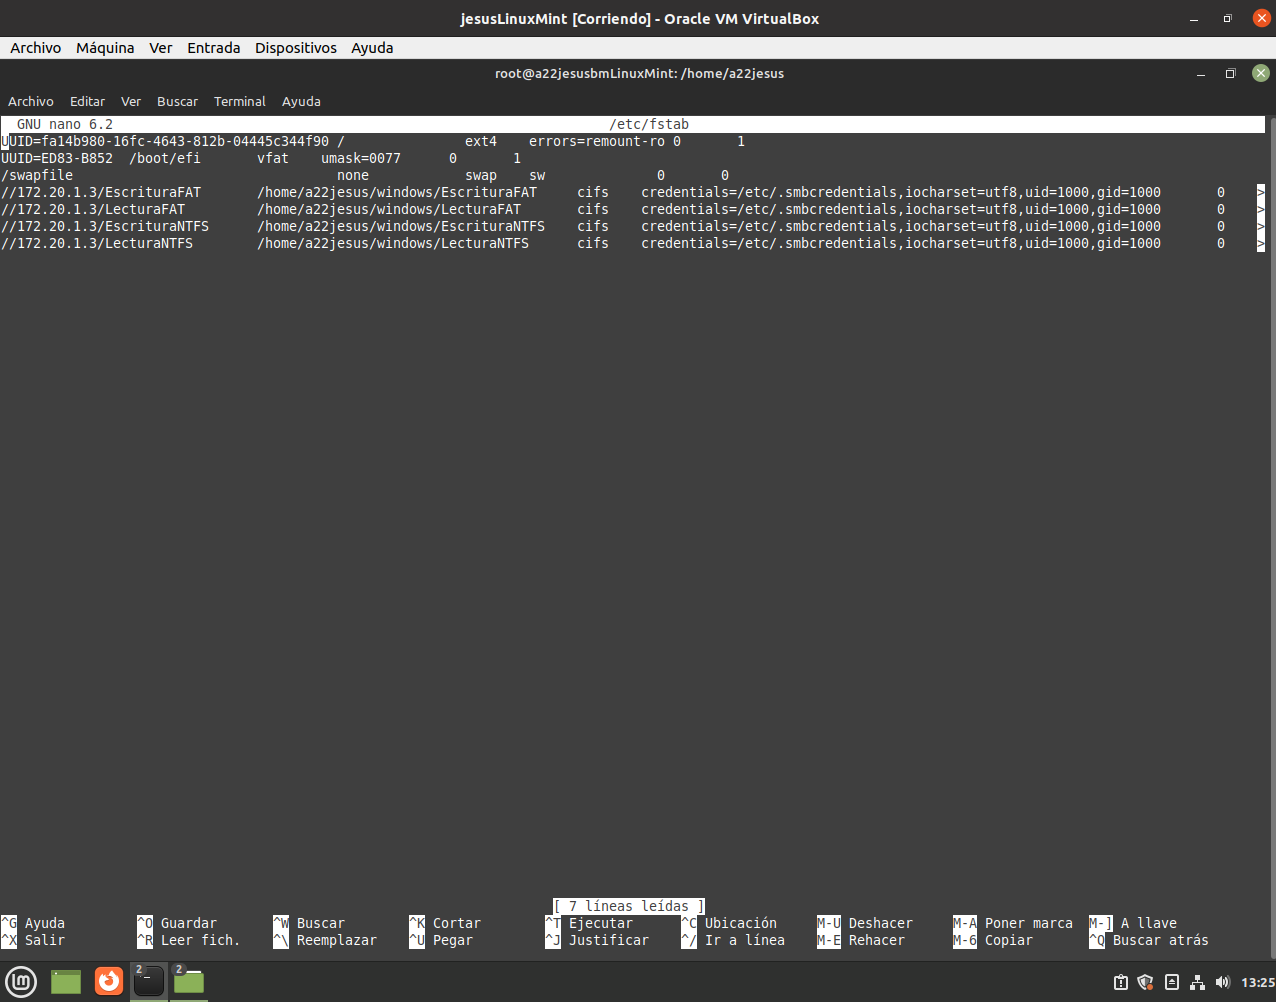 jesusLinuxMint [Corriendo] - Oracle VM VirtualBox
Archivo Máquina Ver Entrada Dispositivos Ayuda
root@a22jesusbmLinuxMint: /home/a22jesus
Archivo Editar Ver Buscar Terminal Ayuda
GNU nano 6.2 /etc/fstab
UUID=fa14b980-16fc-4643-812b-04445c344f90 / ext4 errors=remount-ro 0 1
UUID=ED83-B852 /boot/efi vfat umask=0077 0 1
/swapfile none swap sw 0 0
//172.20.1.3/EscrituraFAT /home/a22jesus/windows/EscrituraFAT cifs credentials=/etc/.smbcredentials,iocharset=utf8,uid=1000,gid=1000 0 >
//172.20.1.3/LecturaFAT /home/a22jesus/windows/LecturaFAT cifs credentials=/etc/.smbcredentials,iocharset=utf8,uid=1000,gid=1000 0 >
//172.20.1.3/EscrituraNTFS /home/a22jesus/windows/EscrituraNTFS cifs credentials=/etc/.smbcredentials,iocharset=utf8,uid=1000,gid=1000 0 >
//172.20.1.3/LecturaNTFS /home/a22jesus/windows/LecturaNTFS cifs credentials=/etc/.smbcredentials,iocharset=utf8,uid=1000,gid=1000 0 >
[ 7 líneas leídas ]
^G Ayuda ^O Guardar ^W Buscar ^K Cortar ^T Ejecutar ^C Ubicación M-U Deshacer M-A Poner marca M-] A llave
^X Salir ^R Leer fich. ^\ Reemplazar ^U Pegar ^J Justificar ^/ Ir a línea M-E Rehacer M-6 Copiar ^Q Buscar atrás
2 2 13:25